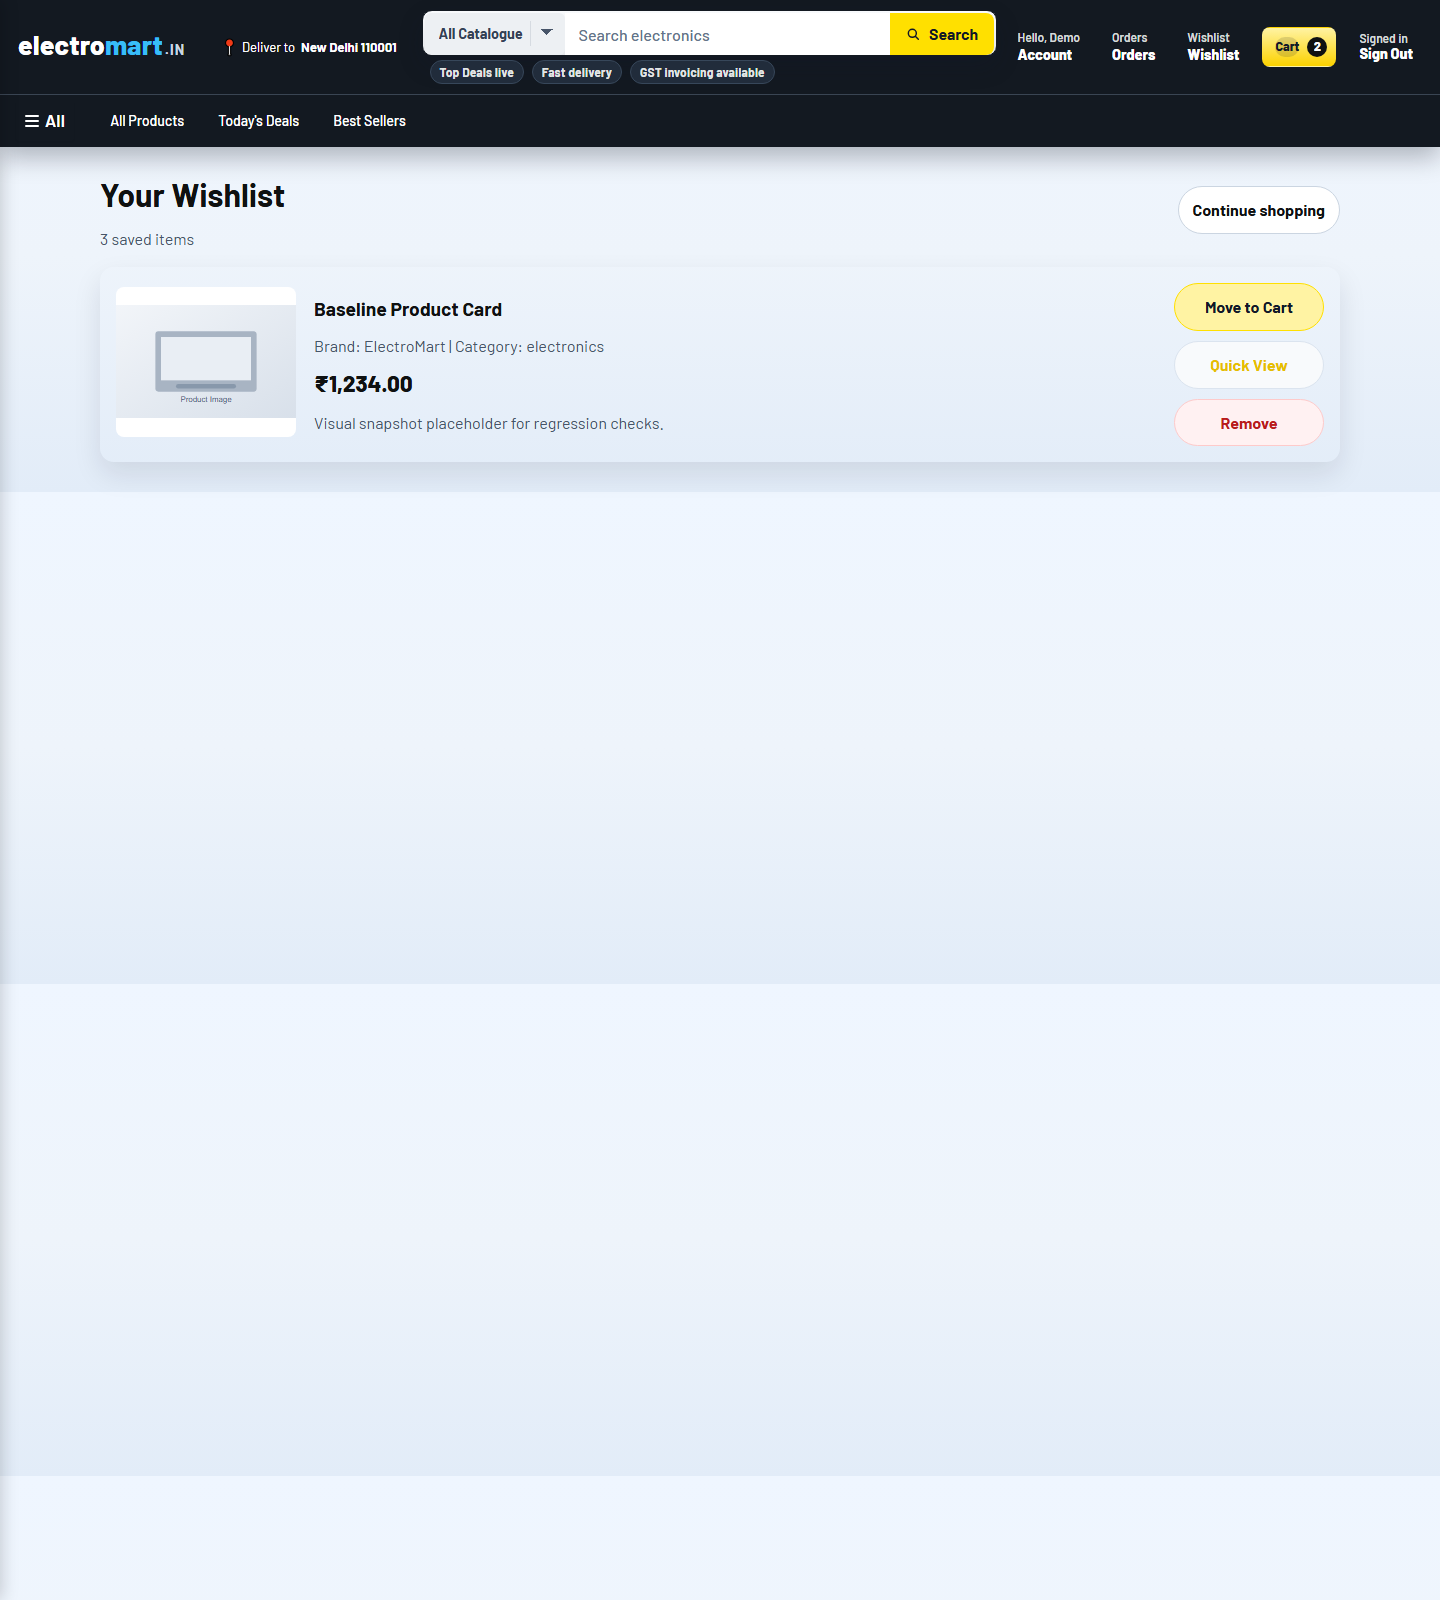 electromart.IN
Deliver to New Delhi 110001
All Catalogue
Search electronics
Search
Top Deals live
Fast delivery
GST invoicing available
Hello, Demo
Account
Orders
Orders
Wishlist
Wishlist
Cart 2
Signed in
Sign Out
All
All Products
Today's Deals
Best Sellers
Your Wishlist
3 saved items
Continue shopping
Product Image
Baseline Product Card
Brand: ElectroMart | Category: electronics
₹1,234.00
Visual snapshot placeholder for regression checks.
Move to Cart
Quick View
Remove